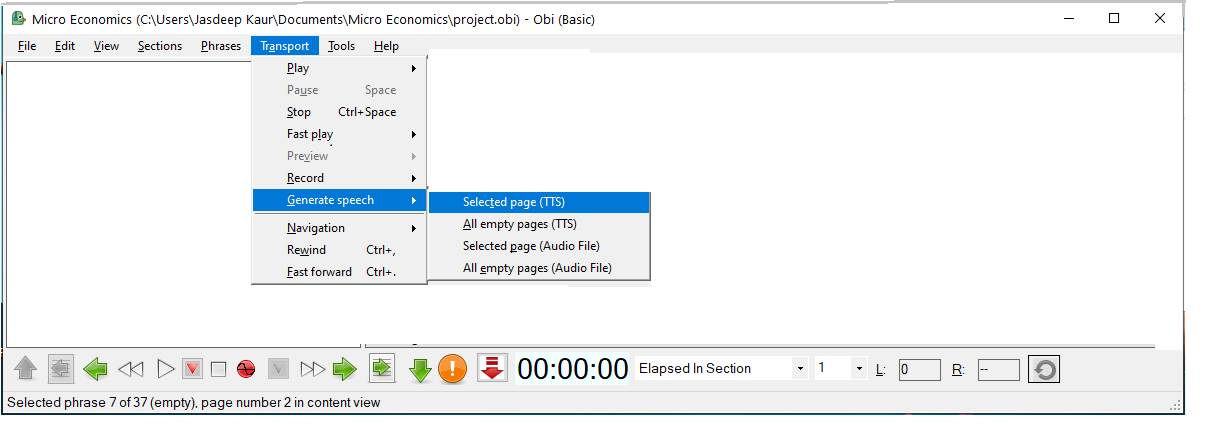 Micro Economics (C:\Users\Jasdeep Kaur\Documents\Micro Economics\project.obi) - Obi (Basic)
File Edit View Sections Phrases Transport Tools Help
Play
Pause Space
Stop Ctrl+Space
Fast play
Preview
Record
Generate speech
Navigation
Rewind Ctrl+,
Fast forward Ctrl+.
Selected page (TTS)
All empty pages (TTS)
Selected page (Audio File)
All empty pages (Audio File)
00:00:00 Elapsed In Section 1 L: 0 R: --
Selected phrase 7 of 37 (empty), page number 2 in content view